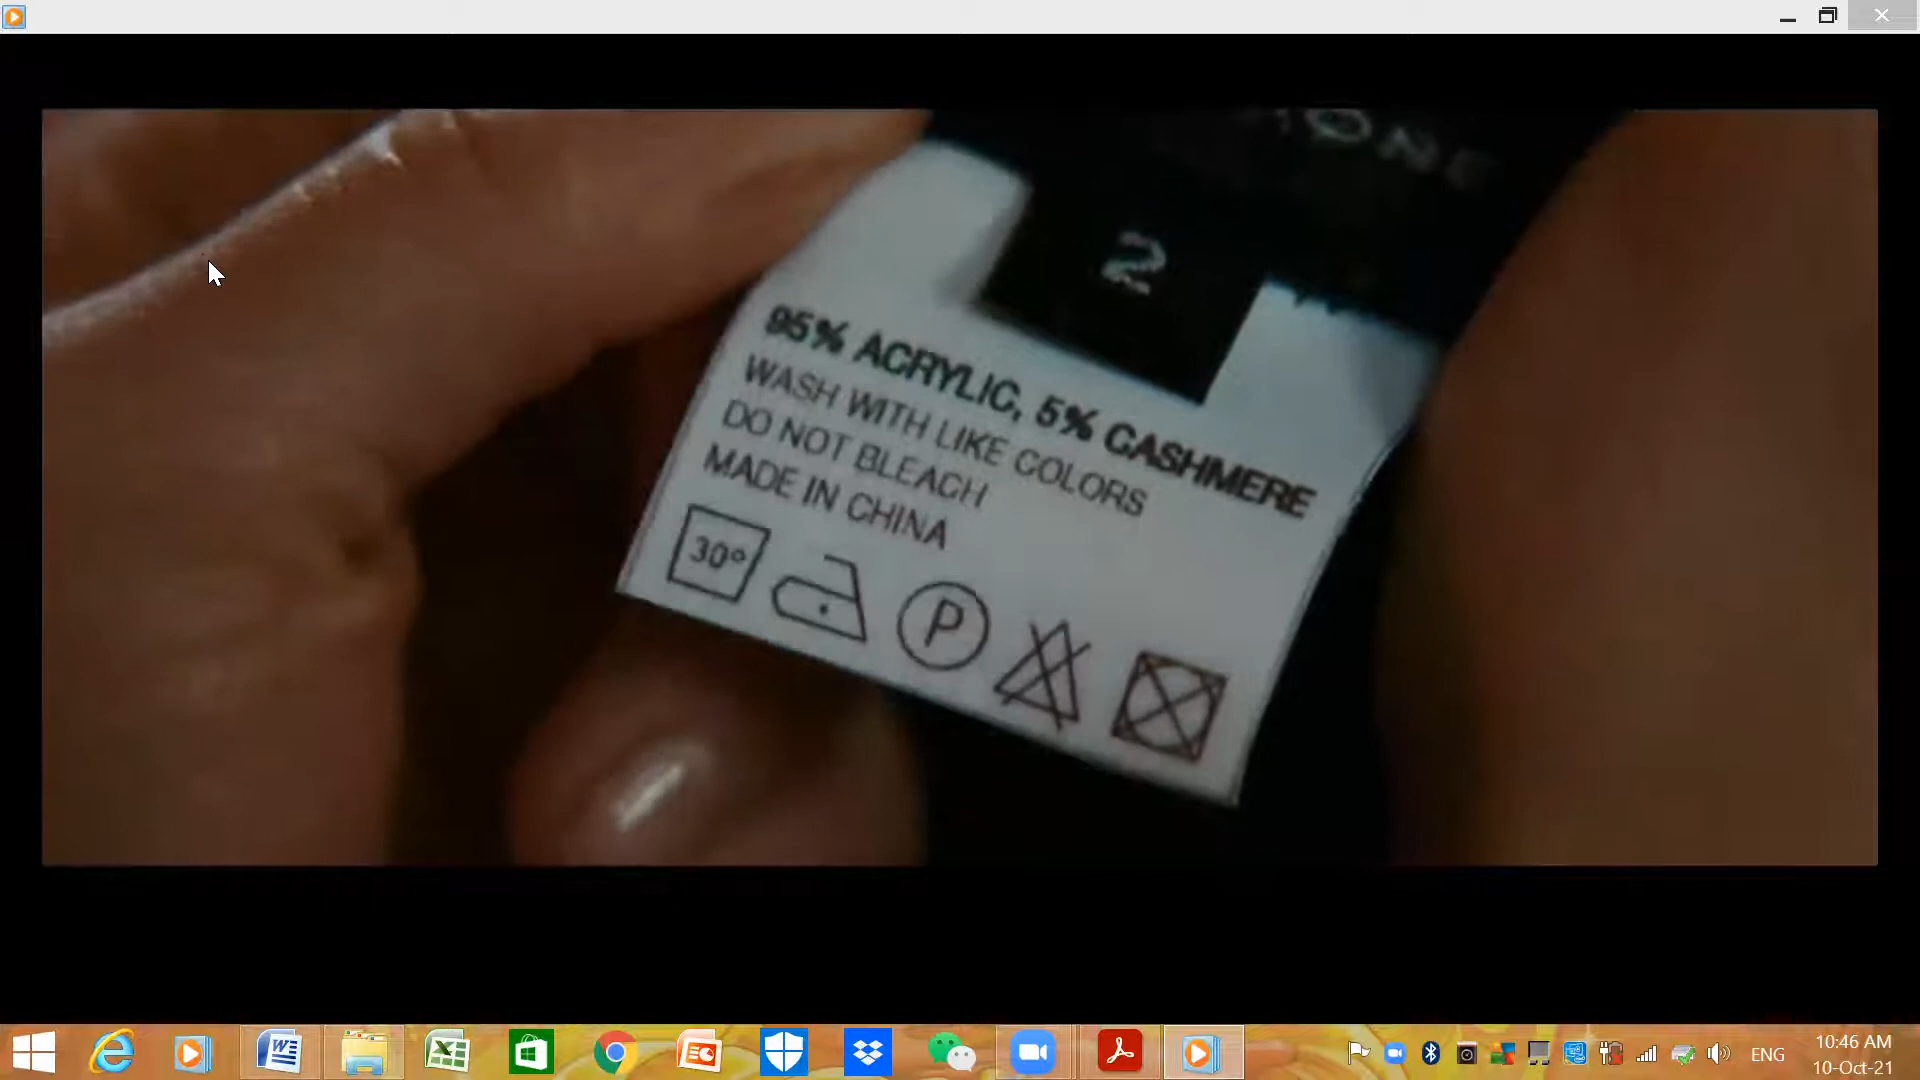 2
95% ACRYLIC, 5% CASHMERE
WASH WITH LIKE COLORS
DO NOT BLEACH
MADE IN CHINA
30° P
ENG
10:46 AM
10-Oct-21